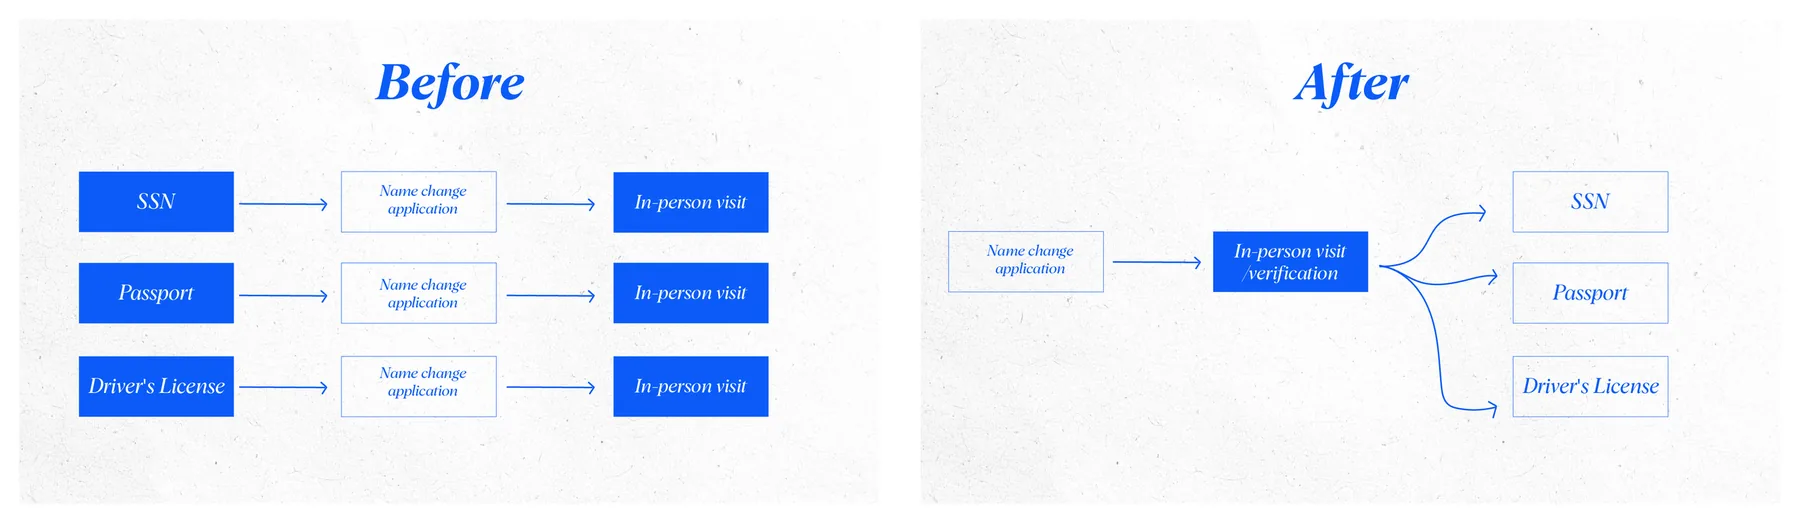 Before
SSN
Name change
application
In-person visit
Passport
Name change
application
In-person visit
Driver's License
Name change
application
In-person visit
After
Name change
application
In-person visit
/verification
SSN
Passport
Driver's License